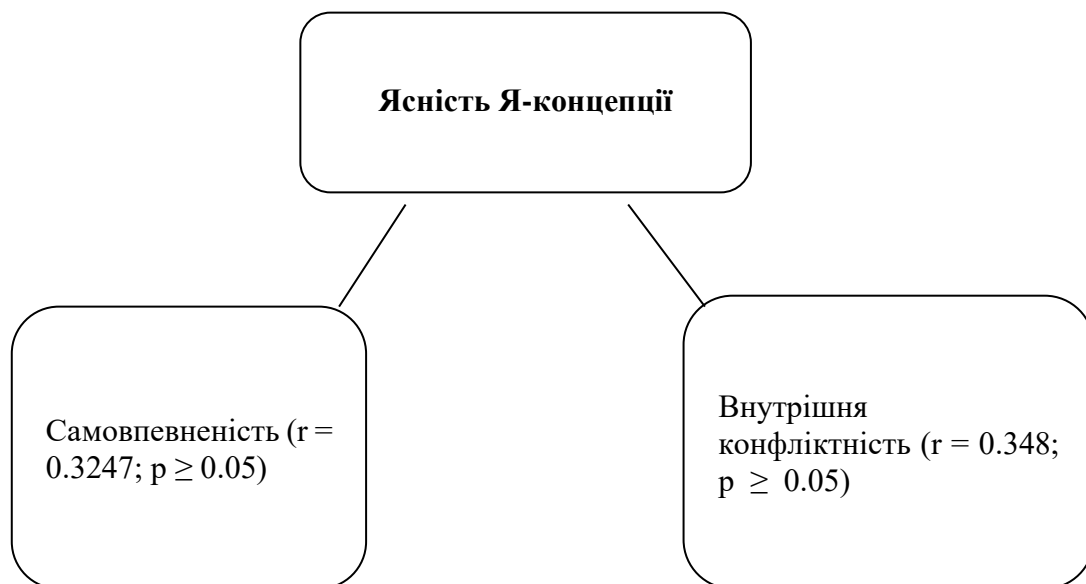 Ясність Я-концепції
Самовпевненість (r =
0.3247; p ≥ 0.05)
Внутрішня
конфліктність (r = 0.348;
p ≥ 0.05)